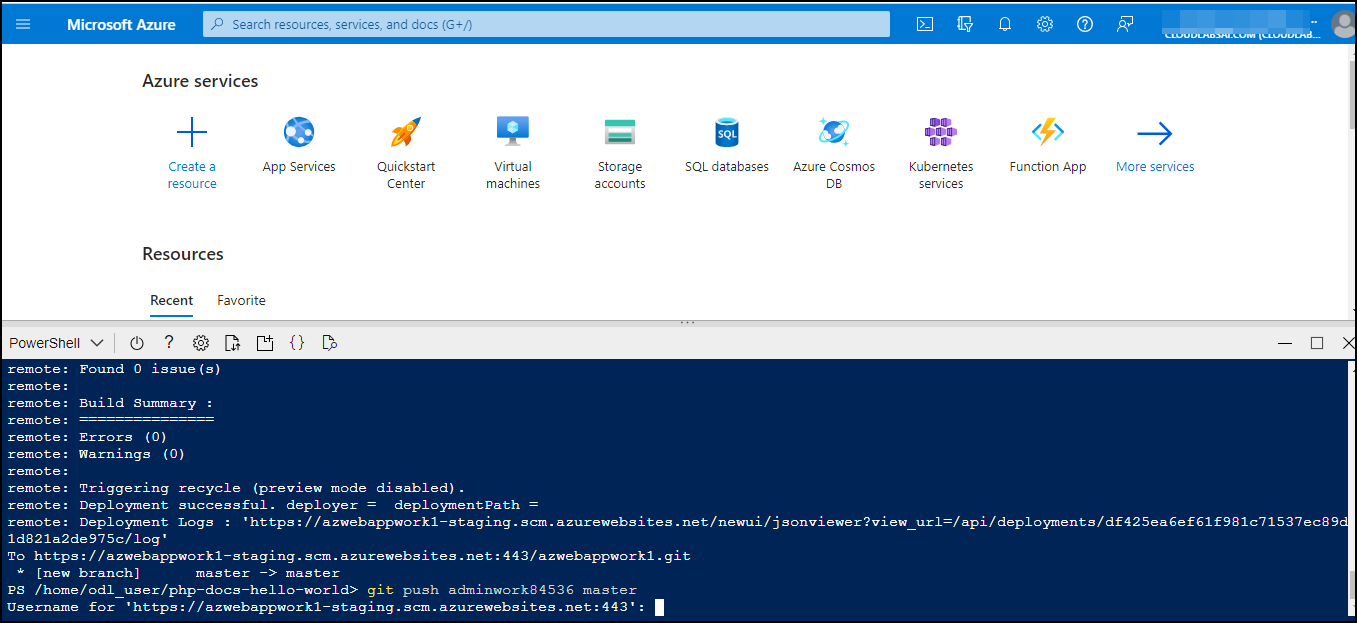 Microsoft Azure
Search resources, services, and docs (G+/)
CLOUDLABSAI.COM (CLOUDLAB...
Azure services
Create a resource
App Services
Quickstart Center
Virtual machines
Storage accounts
SQL databases
Azure Cosmos DB
Kubernetes services
Function App
More services
Resources
Recent
Favorite
PowerShell
remote: Found 0 issue(s)
remote:
remote: Build Summary :
remote: ===============
remote: Errors (0)
remote: Warnings (0)
remote:
remote: Triggering recycle (preview mode disabled).
remote: Deployment successful. deployer =  deploymentPath =
remote: Deployment Logs : 'https://azwebappwork1-staging.scm.azurewebsites.net/newui/jsonviewer?view_url=/api/deployments/df425ea6ef61f981c71537ec89d
1d821a2de975c/log'
To https://azwebappwork1-staging.scm.azurewebsites.net:443/azwebappwork1.git
 * [new branch]      master -> master
PS /home/odl_user/php-docs-hello-world> git push adminwork84536 master
Username for 'https://azwebappwork1-staging.scm.azurewebsites.net:443':